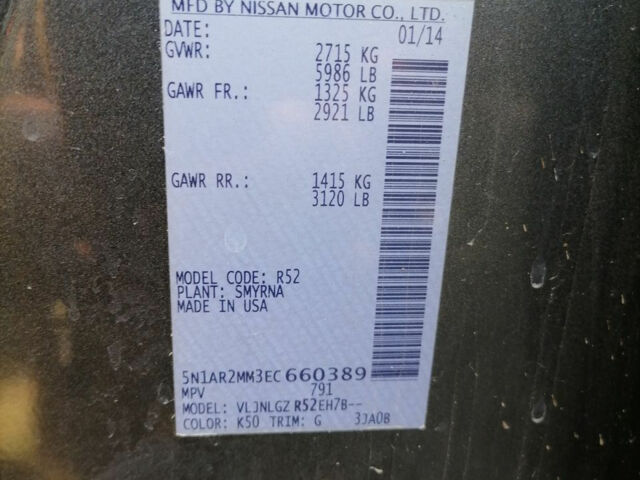 MFD BY NISSAN MOTOR CO., LTD.
DATE: 01/14
GVWR: 2715 KG
5986 LB
GAWR FR.: 1325 KG
2921 LB
GAWR RR.: 1415 KG
3120 LB
MODEL CODE: R52
PLANT: SMYRNA
MADE IN USA
5N1AR2MM3EC660389
MPV 791
MODEL: VLJNLGZ R52EH7B--
COLOR: K50 TRIM: G 3JA0B